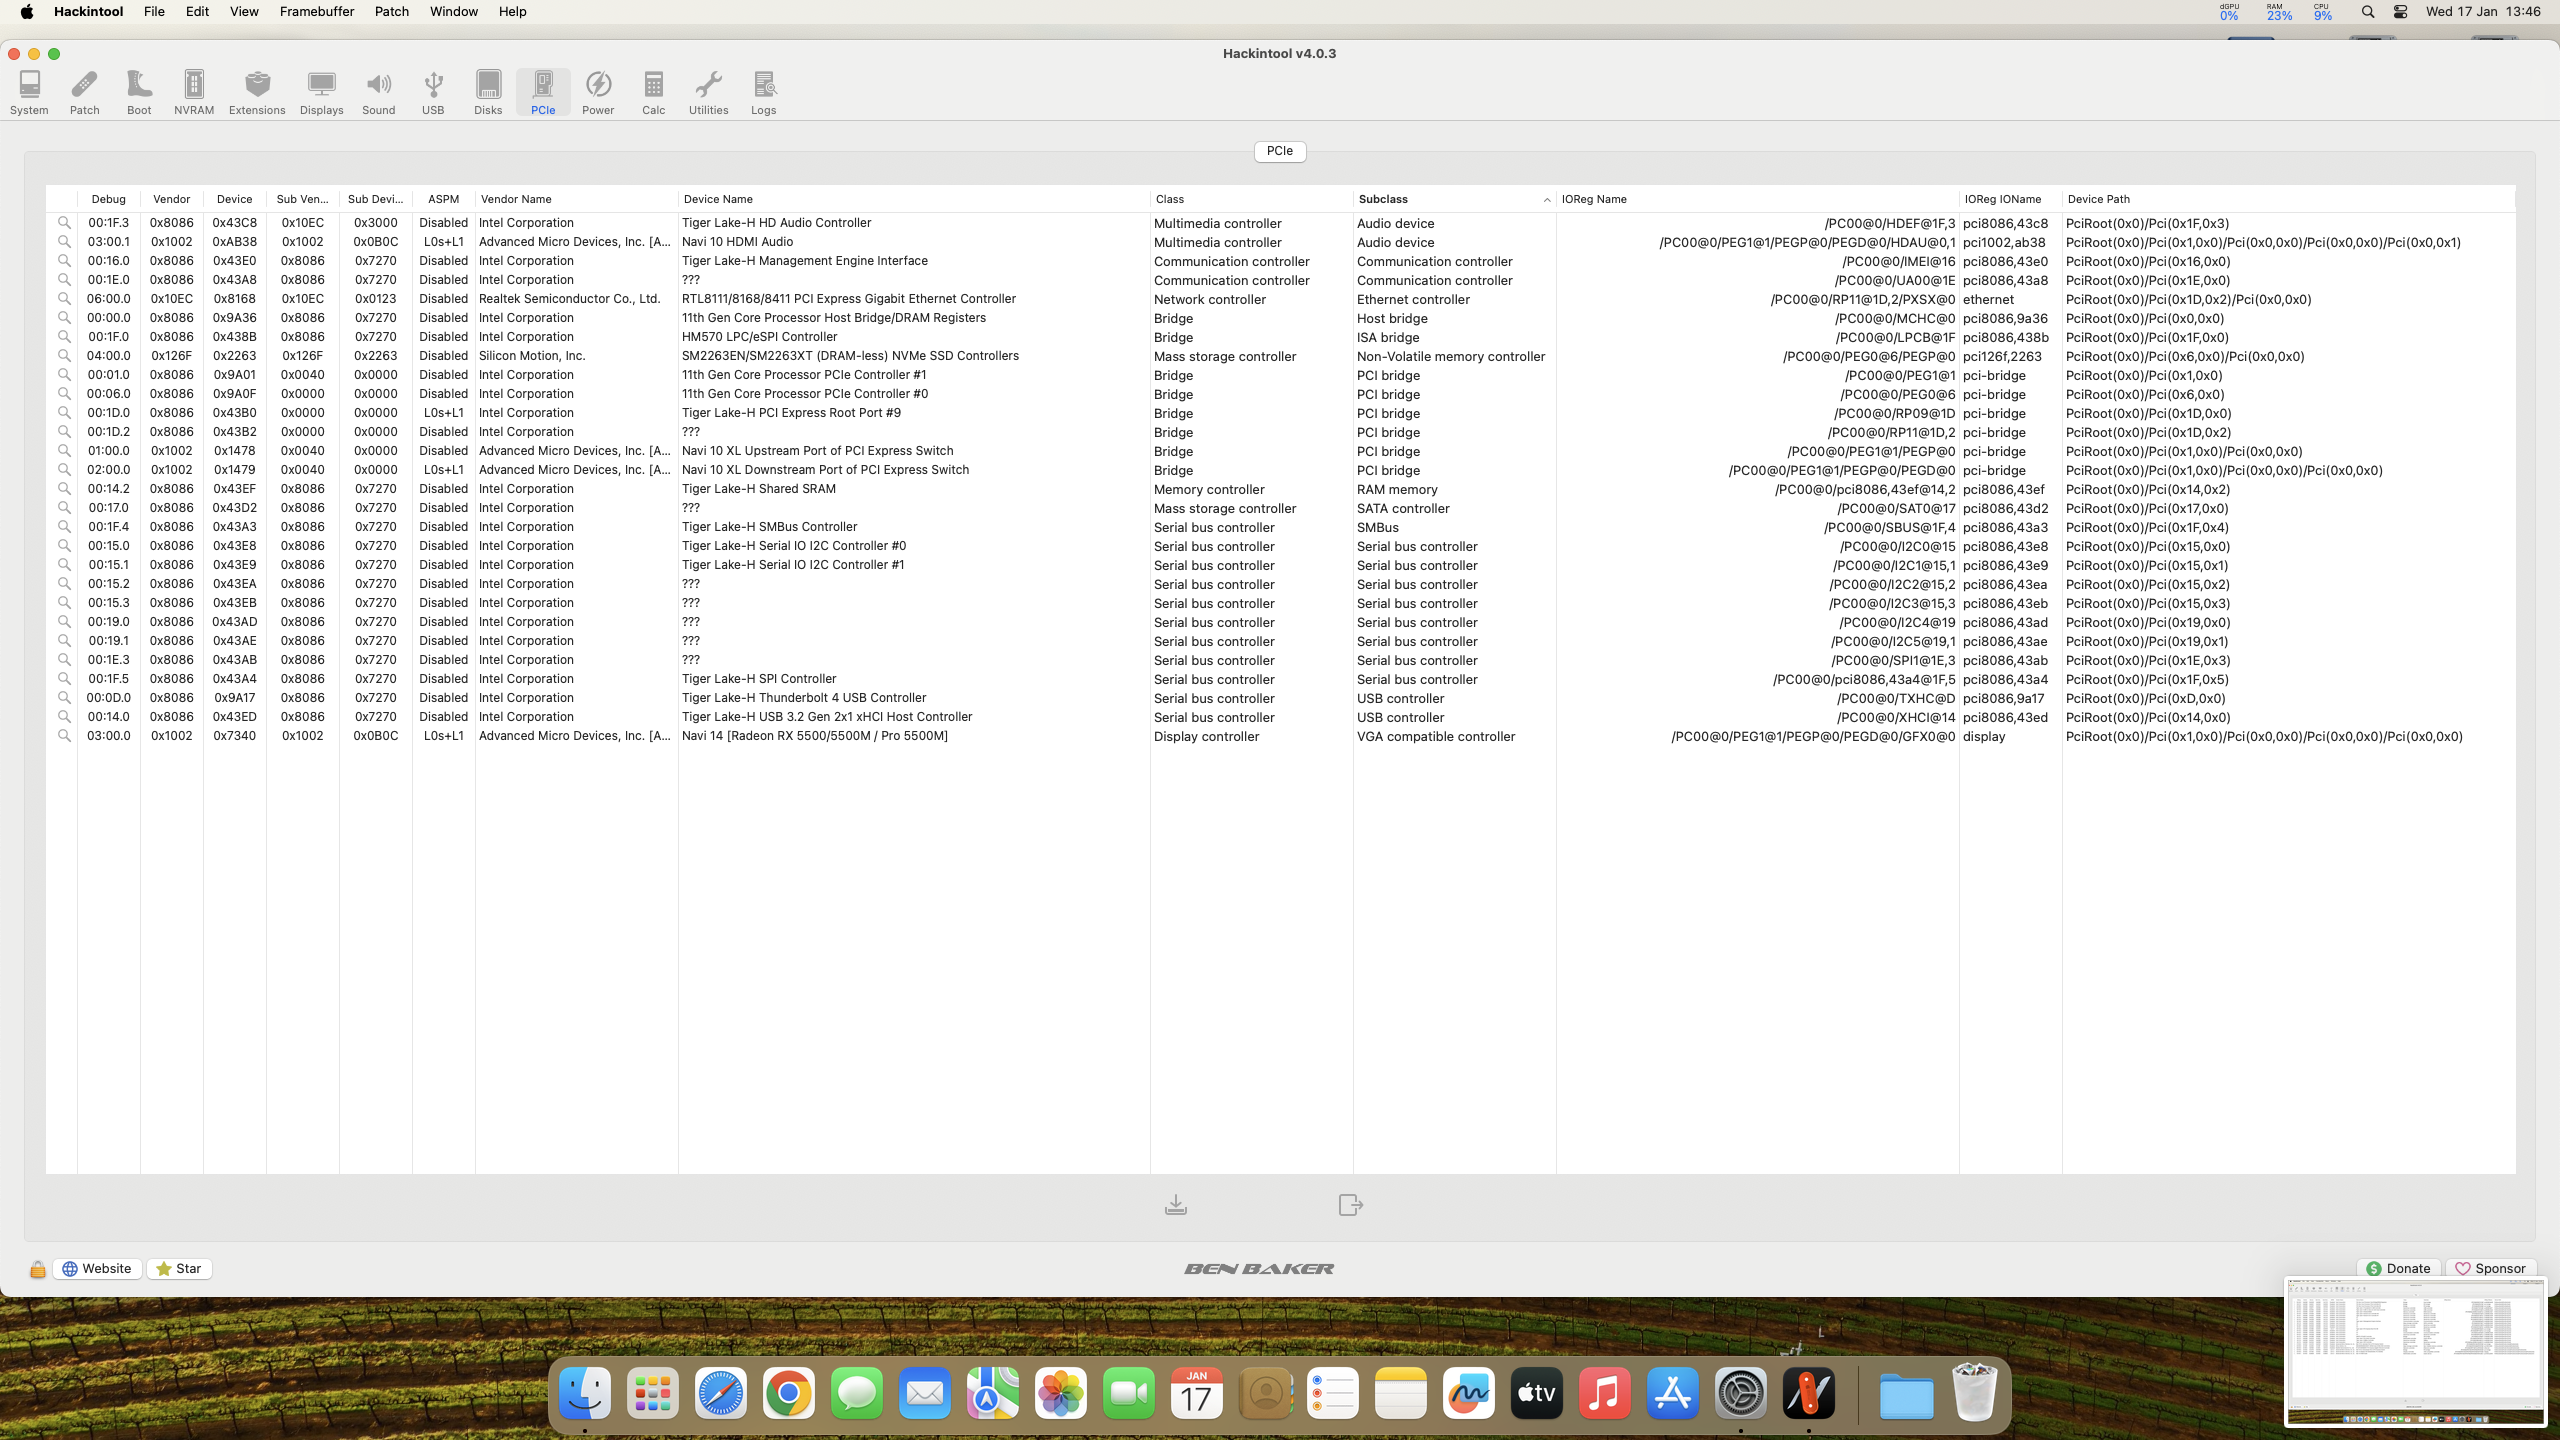 Hackintool File Edit View Framebuffer Patch Window Help dGPU 0% RAM 23% CPU 9% Wed 17 Jan 13:46
Hackintool v4.0.3
System Patch Boot NVRAM Extensions Displays Sound USB Disks PCIe Power Calc Utilities Logs
PCIe
Debug Vendor Device Sub Ven... Sub Devi... ASPM Vendor Name Device Name Class Subclass IOReg Name IOReg IOName Device Path
00:1F.3 0x8086 0x43C8 0x10EC 0x3000 Disabled Intel Corporation Tiger Lake-H HD Audio Controller Multimedia controller Audio device /PC00@0/HDEF@1F,3 pci8086,43c8 PciRoot(0x0)/Pci(0x1F,0x3)
03:00.1 0x1002 0xAB38 0x1002 0x0B0C L0s+L1 Advanced Micro Devices, Inc. [A... Navi 10 HDMI Audio Multimedia controller Audio device /PC00@0/PEG1@1/PEGP@0/PEGD@0/HDAU@0,1 pci1002,ab38 PciRoot(0x0)/Pci(0x1,0x0)/Pci(0x0,0x0)/Pci(0x0,0x0)/Pci(0x0,0x1)
00:16.0 0x8086 0x43E0 0x8086 0x7270 Disabled Intel Corporation Tiger Lake-H Management Engine Interface Communication controller Communication controller /PC00@0/IMEI@16 pci8086,43e0 PciRoot(0x0)/Pci(0x16,0x0)
00:1E.0 0x8086 0x43A8 0x8086 0x7270 Disabled Intel Corporation ??? Communication controller Communication controller /PC00@0/UA00@1E pci8086,43a8 PciRoot(0x0)/Pci(0x1E,0x0)
06:00.0 0x10EC 0x8168 0x10EC 0x0123 Disabled Realtek Semiconductor Co., Ltd. RTL8111/8168/8411 PCI Express Gigabit Ethernet Controller Network controller Ethernet controller /PC00@0/RP11@1D,2/PXSX@0 ethernet PciRoot(0x0)/Pci(0x1D,0x2)/Pci(0x0,0x0)
00:00.0 0x8086 0x9A36 0x8086 0x7270 Disabled Intel Corporation 11th Gen Core Processor Host Bridge/DRAM Registers Bridge Host bridge /PC00@0/MCHC@0 pci8086,9a36 PciRoot(0x0)/Pci(0x0,0x0)
00:1F.0 0x8086 0x438B 0x8086 0x7270 Disabled Intel Corporation HM570 LPC/eSPI Controller Bridge ISA bridge /PC00@0/LPCB@1F pci8086,438b PciRoot(0x0)/Pci(0x1F,0x0)
04:00.0 0x126F 0x2263 0x126F 0x2263 Disabled Silicon Motion, Inc. SM2263EN/SM2263XT (DRAM-less) NVMe SSD Controllers Mass storage controller Non-Volatile memory controller /PC00@0/PEG0@6/PEGP@0 pci126f,2263 PciRoot(0x0)/Pci(0x6,0x0)/Pci(0x0,0x0)
00:01.0 0x8086 0x9A01 0x0040 0x0000 Disabled Intel Corporation 11th Gen Core Processor PCIe Controller #1 Bridge PCI bridge /PC00@0/PEG1@1 pci-bridge PciRoot(0x0)/Pci(0x1,0x0)
00:06.0 0x8086 0x9A0F 0x0000 0x0000 Disabled Intel Corporation 11th Gen Core Processor PCIe Controller #0 Bridge PCI bridge /PC00@0/PEG0@6 pci-bridge PciRoot(0x0)/Pci(0x6,0x0)
00:1D.0 0x8086 0x43B0 0x0000 0x0000 L0s+L1 Intel Corporation Tiger Lake-H PCI Express Root Port #9 Bridge PCI bridge /PC00@0/RP09@1D pci-bridge PciRoot(0x0)/Pci(0x1D,0x0)
00:1D.2 0x8086 0x43B2 0x0000 0x0000 Disabled Intel Corporation ??? Bridge PCI bridge /PC00@0/RP11@1D,2 pci-bridge PciRoot(0x0)/Pci(0x1D,0x2)
01:00.0 0x1002 0x1478 0x0040 0x0000 Disabled Advanced Micro Devices, Inc. [A... Navi 10 XL Upstream Port of PCI Express Switch Bridge PCI bridge /PC00@0/PEG1@1/PEGP@0 pci-bridge PciRoot(0x0)/Pci(0x1,0x0)/Pci(0x0,0x0)
02:00.0 0x1002 0x1479 0x0040 0x0000 L0s+L1 Advanced Micro Devices, Inc. [A... Navi 10 XL Downstream Port of PCI Express Switch Bridge PCI bridge /PC00@0/PEG1@1/PEGP@0/PEGD@0 pci-bridge PciRoot(0x0)/Pci(0x1,0x0)/Pci(0x0,0x0)/Pci(0x0,0x0)
00:14.2 0x8086 0x43EF 0x8086 0x7270 Disabled Intel Corporation Tiger Lake-H Shared SRAM Memory controller RAM memory /PC00@0/pci8086,43ef@14,2 pci8086,43ef PciRoot(0x0)/Pci(0x14,0x2)
00:17.0 0x8086 0x43D2 0x8086 0x7270 Disabled Intel Corporation ??? Mass storage controller SATA controller /PC00@0/SAT0@17 pci8086,43d2 PciRoot(0x0)/Pci(0x17,0x0)
00:1F.4 0x8086 0x43A3 0x8086 0x7270 Disabled Intel Corporation Tiger Lake-H SMBus Controller Serial bus controller SMBus /PC00@0/SBUS@1F,4 pci8086,43a3 PciRoot(0x0)/Pci(0x1F,0x4)
00:15.0 0x8086 0x43E8 0x8086 0x7270 Disabled Intel Corporation Tiger Lake-H Serial IO I2C Controller #0 Serial bus controller Serial bus controller /PC00@0/I2C0@15 pci8086,43e8 PciRoot(0x0)/Pci(0x15,0x0)
00:15.1 0x8086 0x43E9 0x8086 0x7270 Disabled Intel Corporation Tiger Lake-H Serial IO I2C Controller #1 Serial bus controller Serial bus controller /PC00@0/I2C1@15,1 pci8086,43e9 PciRoot(0x0)/Pci(0x15,0x1)
00:15.2 0x8086 0x43EA 0x8086 0x7270 Disabled Intel Corporation ??? Serial bus controller Serial bus controller /PC00@0/I2C2@15,2 pci8086,43ea PciRoot(0x0)/Pci(0x15,0x2)
00:15.3 0x8086 0x43EB 0x8086 0x7270 Disabled Intel Corporation ??? Serial bus controller Serial bus controller /PC00@0/I2C3@15,3 pci8086,43eb PciRoot(0x0)/Pci(0x15,0x3)
00:19.0 0x8086 0x43AD 0x8086 0x7270 Disabled Intel Corporation ??? Serial bus controller Serial bus controller /PC00@0/I2C4@19 pci8086,43ad PciRoot(0x0)/Pci(0x19,0x0)
00:19.1 0x8086 0x43AE 0x8086 0x7270 Disabled Intel Corporation ??? Serial bus controller Serial bus controller /PC00@0/I2C5@19,1 pci8086,43ae PciRoot(0x0)/Pci(0x19,0x1)
00:1E.3 0x8086 0x43AB 0x8086 0x7270 Disabled Intel Corporation ??? Serial bus controller Serial bus controller /PC00@0/SPI1@1E,3 pci8086,43ab PciRoot(0x0)/Pci(0x1E,0x3)
00:1F.5 0x8086 0x43A4 0x8086 0x7270 Disabled Intel Corporation Tiger Lake-H SPI Controller Serial bus controller Serial bus controller /PC00@0/pci8086,43a4@1F,5 pci8086,43a4 PciRoot(0x0)/Pci(0x1F,0x5)
00:0D.0 0x8086 0x9A17 0x8086 0x7270 Disabled Intel Corporation Tiger Lake-H Thunderbolt 4 USB Controller Serial bus controller USB controller /PC00@0/TXHC@D pci8086,9a17 PciRoot(0x0)/Pci(0xD,0x0)
00:14.0 0x8086 0x43ED 0x8086 0x7270 Disabled Intel Corporation Tiger Lake-H USB 3.2 Gen 2x1 xHCI Host Controller Serial bus controller USB controller /PC00@0/XHCI@14 pci8086,43ed PciRoot(0x0)/Pci(0x14,0x0)
03:00.0 0x1002 0x7340 0x1002 0x0B0C L0s+L1 Advanced Micro Devices, Inc. [A... Navi 14 [Radeon RX 5500/5500M / Pro 5500M] Display controller VGA compatible controller /PC00@0/PEG1@1/PEGP@0/PEGD@0/GFX0@0 display PciRoot(0x0)/Pci(0x1,0x0)/Pci(0x0,0x0)/Pci(0x0,0x0)/Pci(0x0,0x0)
Website Star BEN BAKER Donate Sponsor
JAN
17
tv